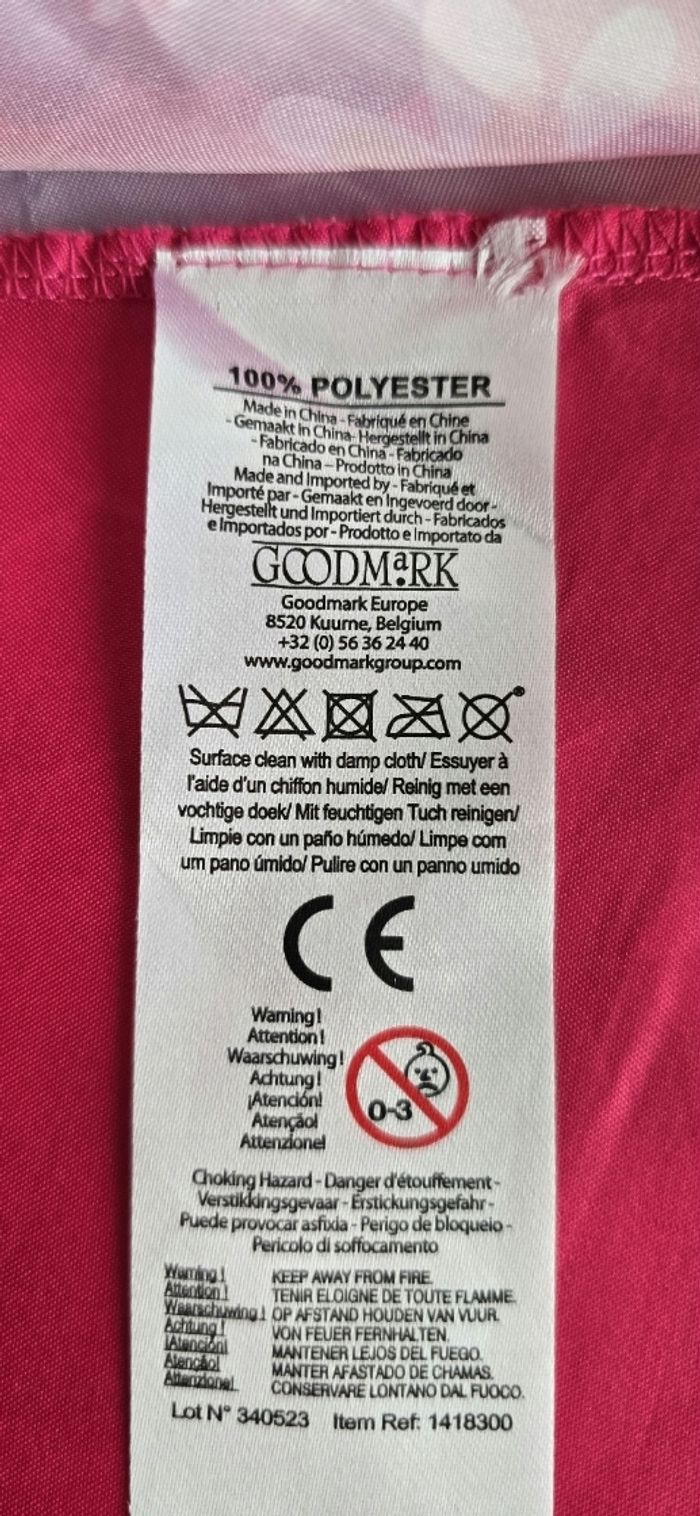 100% POLYESTER
Made in China - Fabriqué en Chine
- Gemaakt in China- Hergestellt in China
- Fabricado en China - Fabricado
na China - Prodotto in China
Made and Imported by - Fabriqué et
Importé par - Gemaakt en Ingevoerd door -
Hergestellt und Importiert durch - Fabricados
e Importados por - Prodotto e Importato da
GOODMaRK
Goodmark Europe
8520 Kuurne, Belgium
+32 (0) 56 36 24 40
www.goodmarkgroup.com
Surface clean with damp cloth/ Essuyer à
l'aide d'un chiffon humide/ Reinig met een
vochtige doek/ Mit feuchtigen Tuch reinigen/
Limpie con un paño húmedo/ Limpe com
um pano úmido/ Pulire con un panno umido
CE
Warning!
Attention!
Waarschuwing!
Achtung!
¡Atención!
Atenção!
Attenzione!
0-3
Choking Hazard - Danger d'étouffement -
Verstikkingsgevaar - Erstickungsgefahr -
Puede provocar asfixia - Perigo de bloqueio -
Pericolo di soffocamento
Warning! KEEP AWAY FROM FIRE.
Attention! TENIR ELOIGNE DE TOUTE FLAMME.
Waarschuwing! OP AFSTAND HOUDEN VAN VUUR.
Achtung! VON FEUER FERNHALTEN.
¡Atención! MANTENER LEJOS DEL FUEGO.
Atenção! MANTER AFASTADO DE CHAMAS.
Attenzione! CONSERVARE LONTANO DAL FUOCO.
Lot N° 340523 Item Ref: 1418300